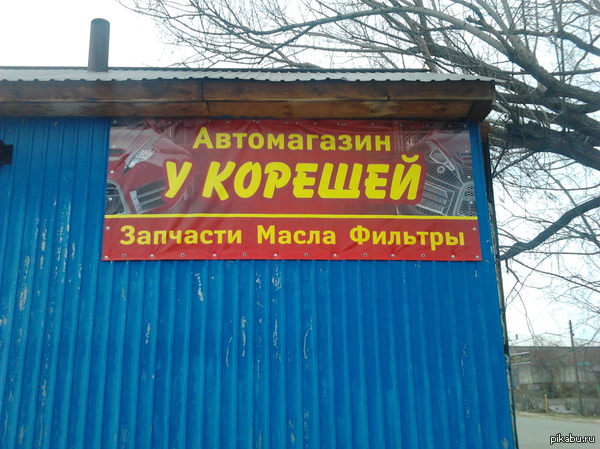 Автомагазин
У КОРЕШЕЙ
Запчасти Масла Фильтры
pikabu.ru